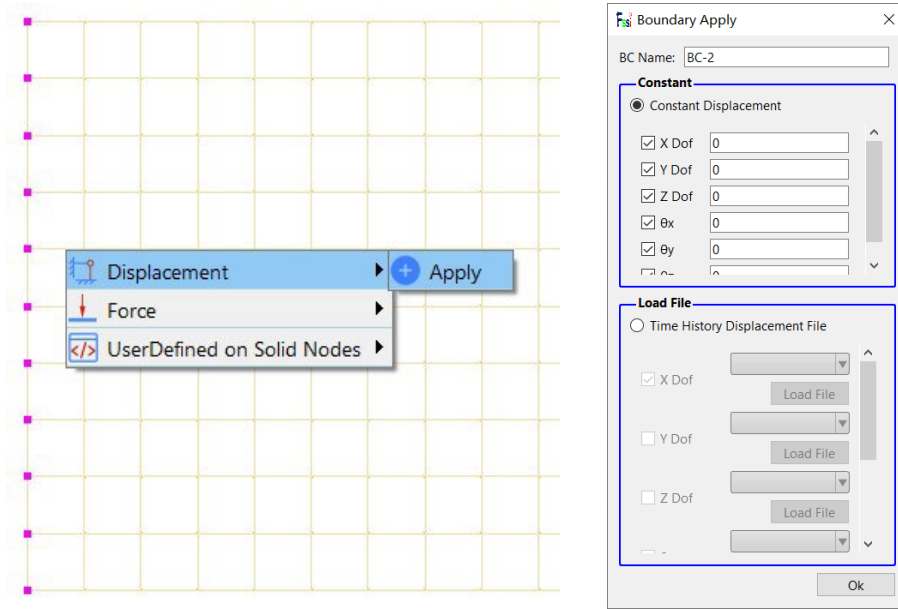 Displacement
Apply
Force
</> UserDefined on Solid Nodes
Fssi Boundary Apply
BC Name: BC-2
Constant
Constant Displacement
X Dof 0
Y Dof 0
Z Dof 0
θx 0
θy 0
Load File
Time History Displacement File
X Dof
Load File
Y Dof
Load File
Z Dof
Load File
Ok